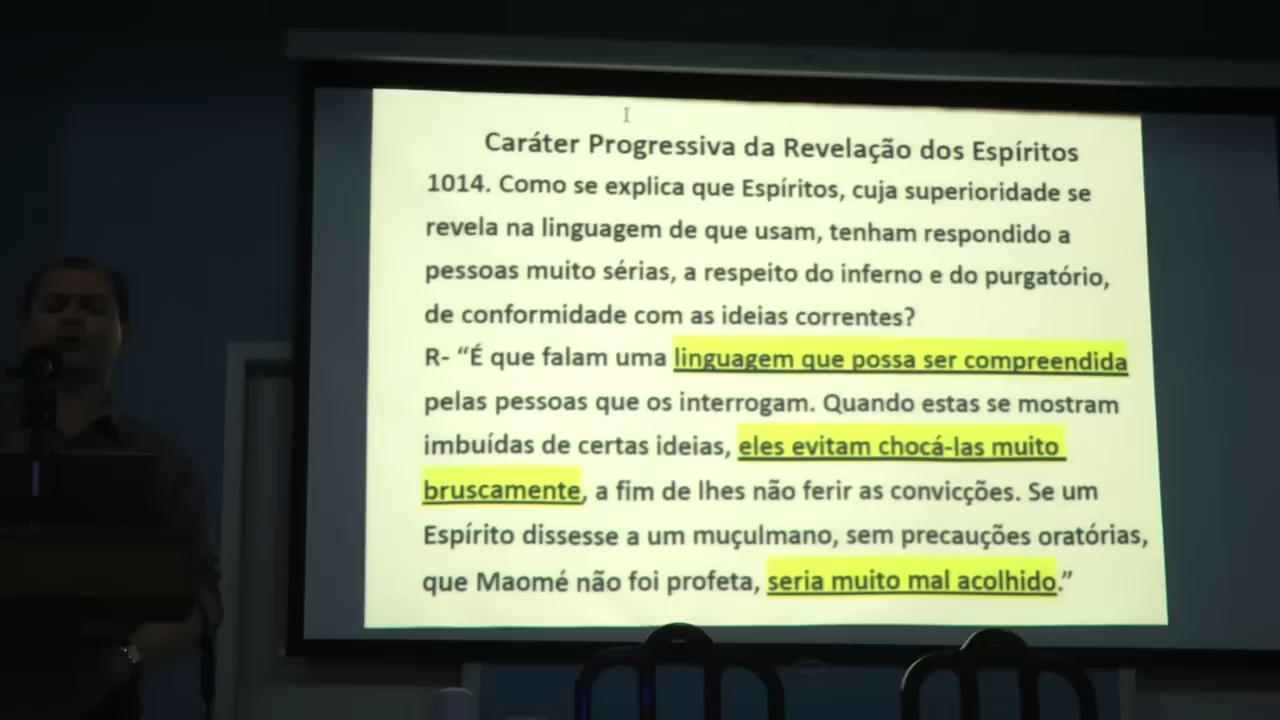 Caráter Progressiva da Revelação dos Espíritos
1014. Como se explica que Espíritos, cuja superioridade se
revela na linguagem de que usam, tenham respondido a
pessoas muito sérias, a respeito do inferno e do purgatório,
de conformidade com as ideias correntes?
R- “É que falam uma linguagem que possa ser compreendida
pelas pessoas que os interrogam. Quando estas se mostram
imbuídas de certas ideias, eles evitam chocá-las muito
bruscamente, a fim de lhes não ferir as convicções. Se um
Espírito dissesse a um muçulmano, sem precauções oratórias,
que Maomé não foi profeta, seria muito mal acolhido.”